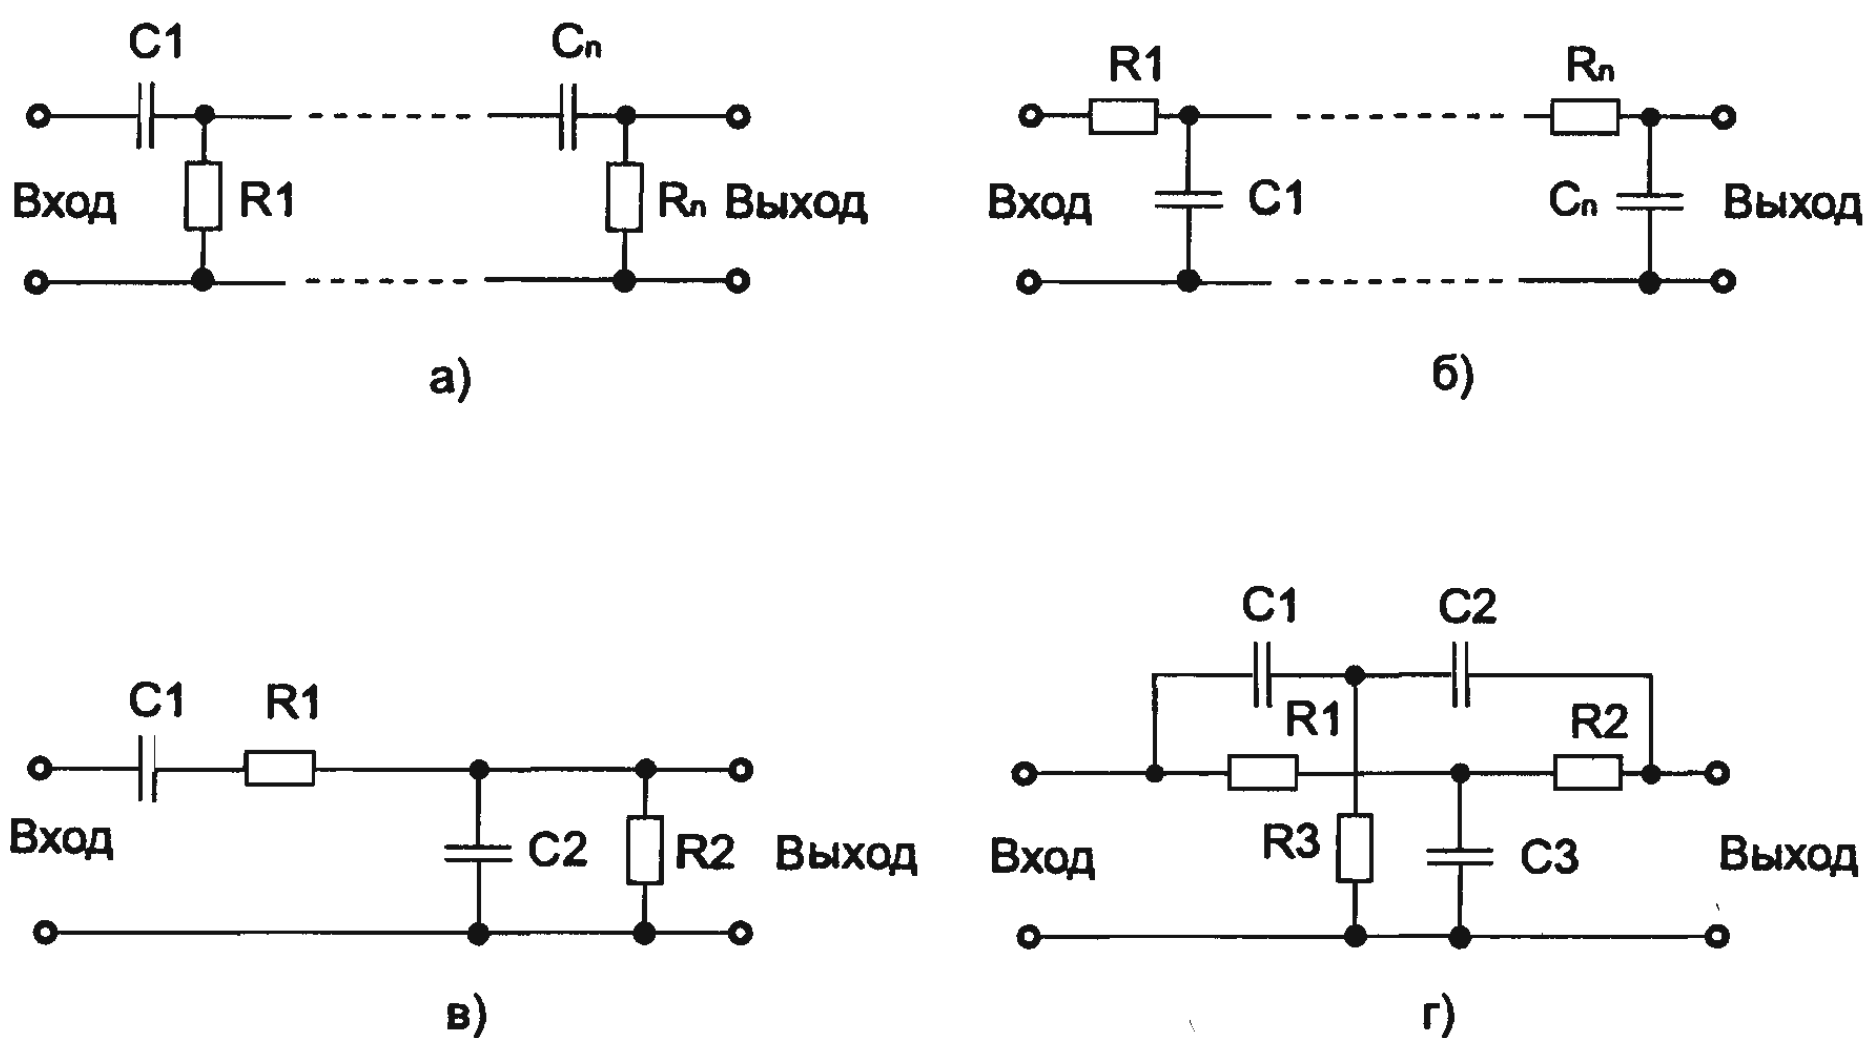 C1 Cn
Вход R1 Rn Выход
а)
R1 Rn
Вход C1 Cn Выход
б)
C1 R1
Вход C2 R2 Выход
в)
C1 C2
R1 R2
Вход R3 C3 Выход
г)